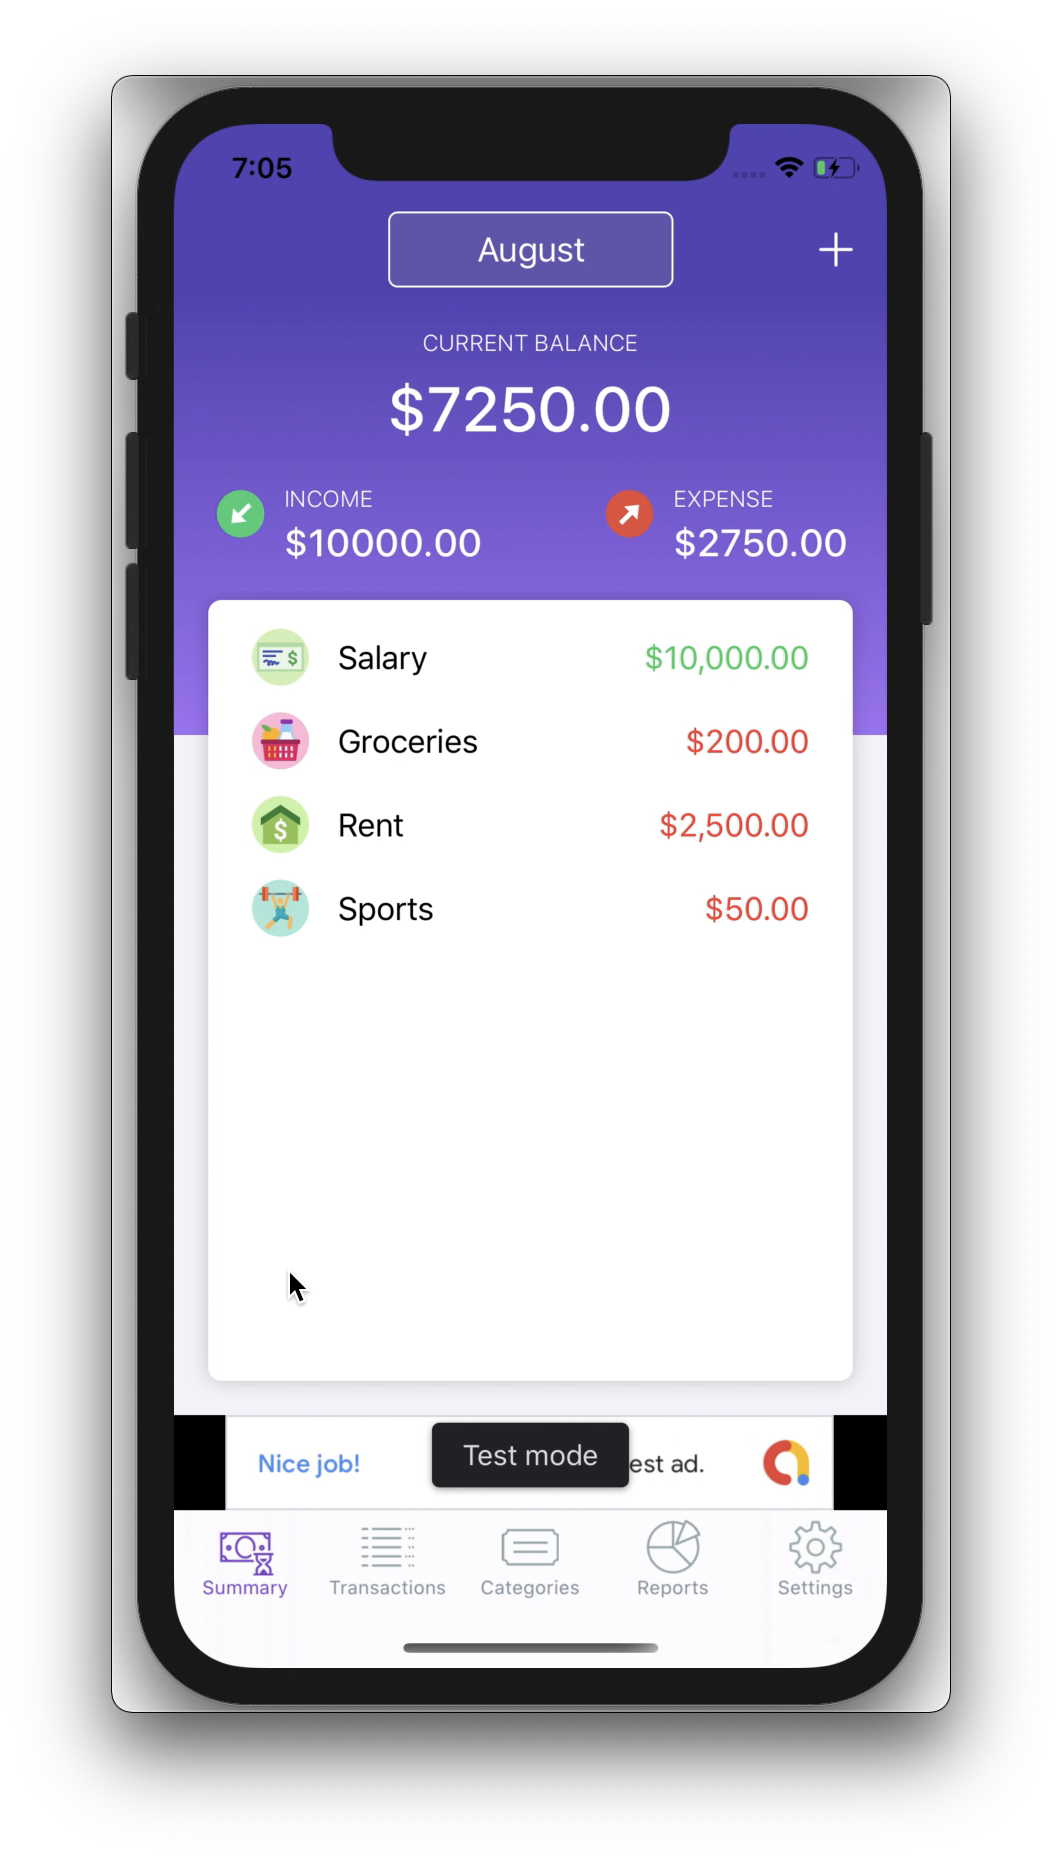 7:05
August
CURRENT BALANCE
$7250.00
INCOME
$10000.00
EXPENSE
$2750.00
Salary $10,000.00
Groceries $200.00
Rent $2,500.00
Sports $50.00
Nice job! Test mode est ad.
Summary Transactions Categories Reports Settings